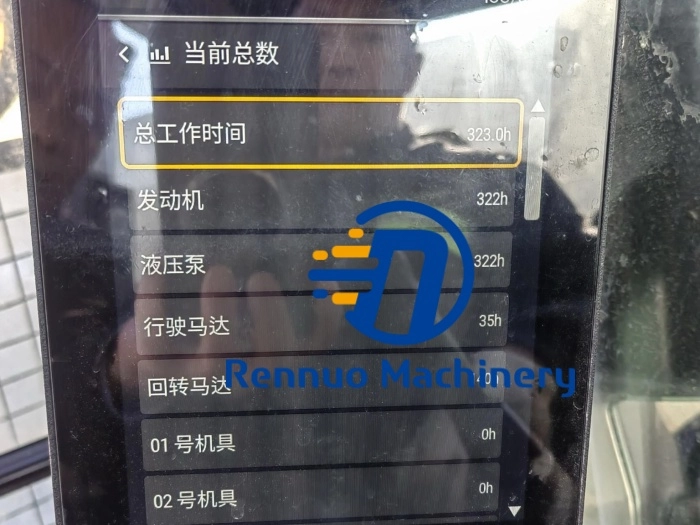 当前总数
总工作时间 323.0h
发动机 322h
液压泵 322h
行驶马达 35h
回转马达
Rennuo Machinery
01 号机具 0h
02 号机具 0h